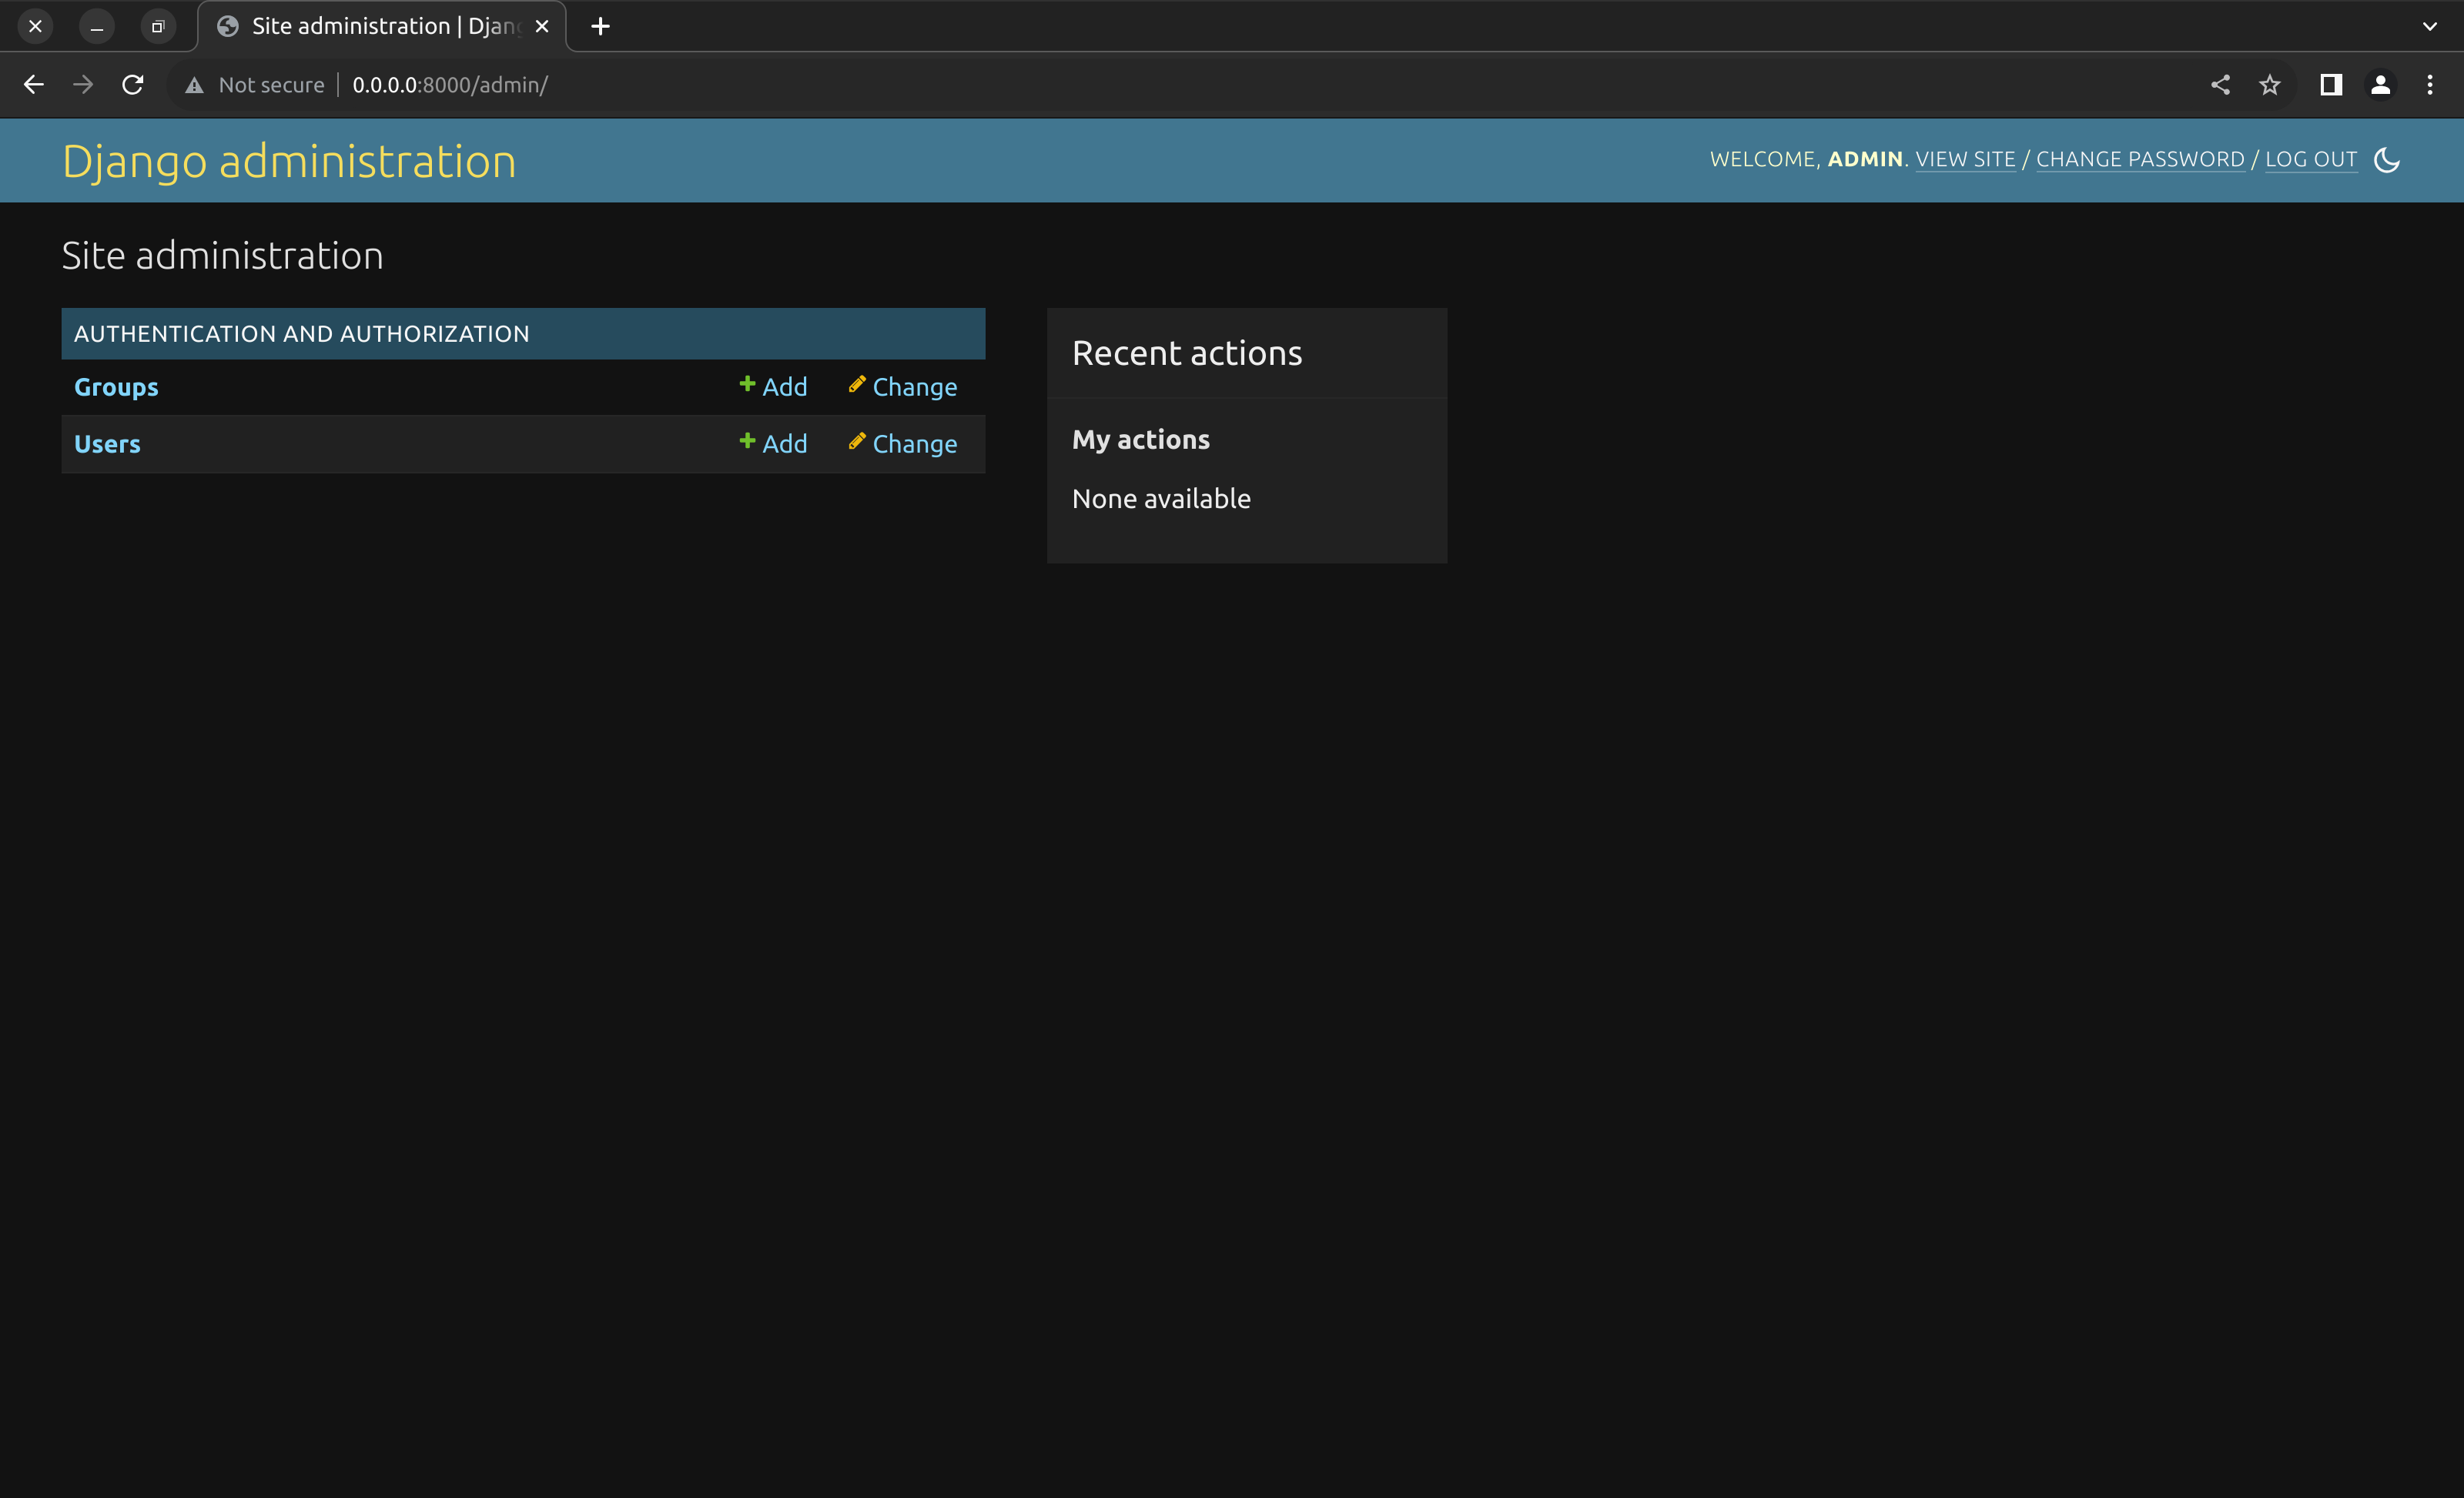 Site administration | Djang
Not secure | 0.0.0.0:8000/admin/
Django administration
WELCOME, ADMIN. VIEW SITE / CHANGE PASSWORD / LOG OUT
Site administration
AUTHENTICATION AND AUTHORIZATION
Groups Add Change
Users Add Change
Recent actions
My actions
None available